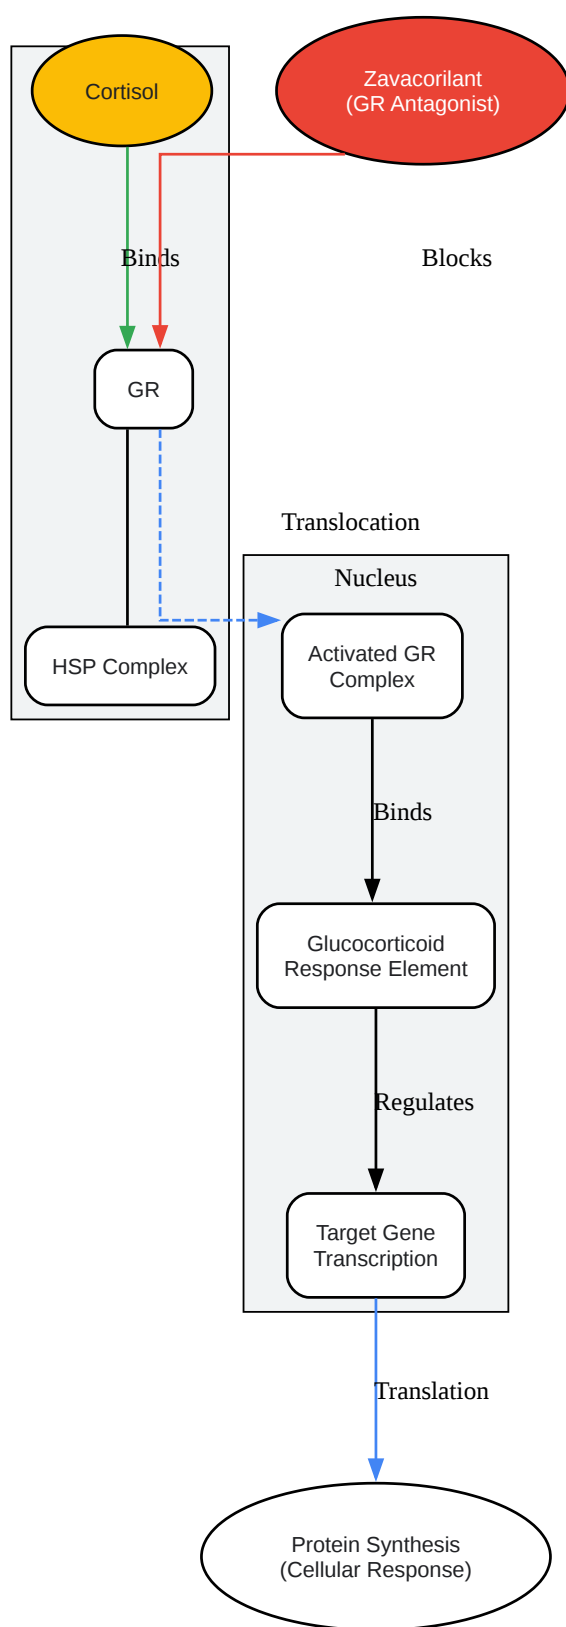 Cortisol
Zavacorilant
(GR Antagonist)
Binds
Blocks
GR
Translocation
Nucleus
HSP Complex
Activated GR
Complex
Binds
Glucocorticoid
Response Element
Regulates
Target Gene
Transcription
Translation
Protein Synthesis
(Cellular Response)